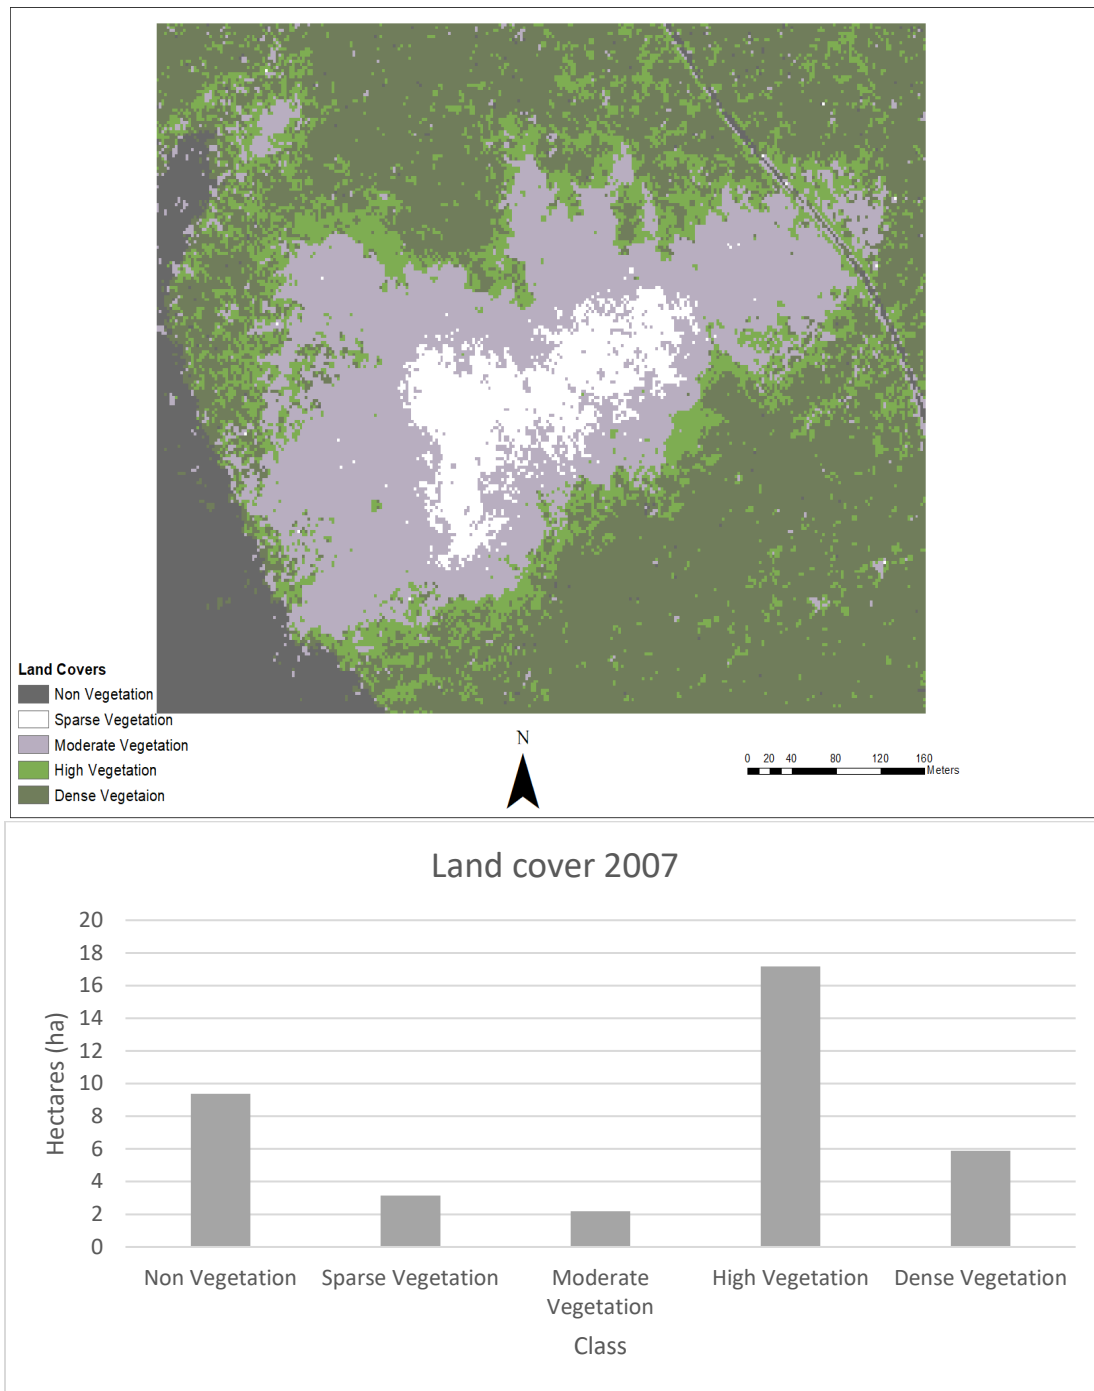 Land Covers
Non Vegetation
Sparse Vegetation
Moderate Vegetation
High Vegetation
Dense Vegetaion
N
0 20 40 80 120 160
Meters
Land cover 2007
Hectares (ha)
20
18
16
14
12
10
8
6
4
2
0
Non Vegetation Sparse Vegetation Moderate Vegetation High Vegetation Dense Vegetation
Class